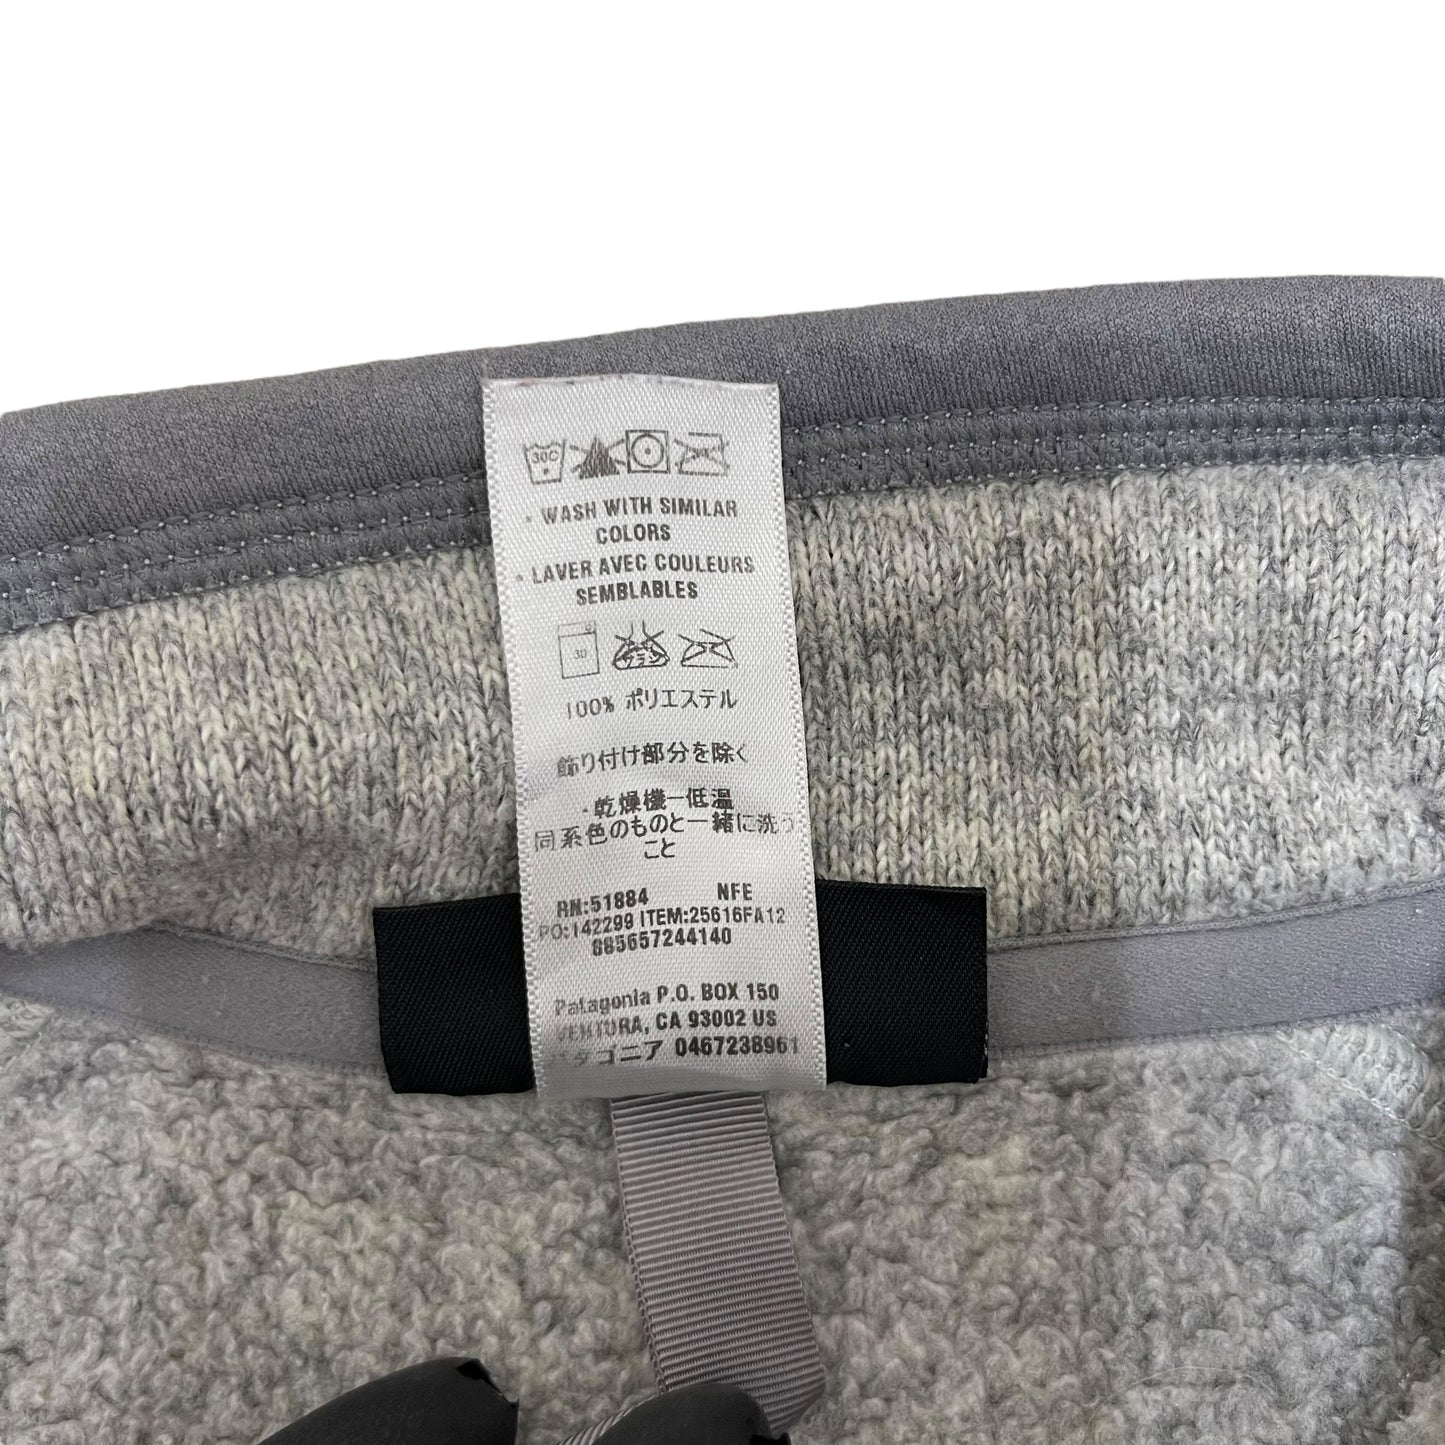 30C
• WASH WITH SIMILAR
COLORS
• LAVER AVEC COULEURS
SEMBLABLES
30
100% ポリエステル
飾り付け部分を除く
・乾燥機ー低温
同系色のものと一緒に洗う
こと
RN:51884 NFE
PO:142299 ITEM:25616FA12
885657244140
Patagonia P.O. BOX 150
VENTURA, CA 93002 US
パタゴニア 0467238961